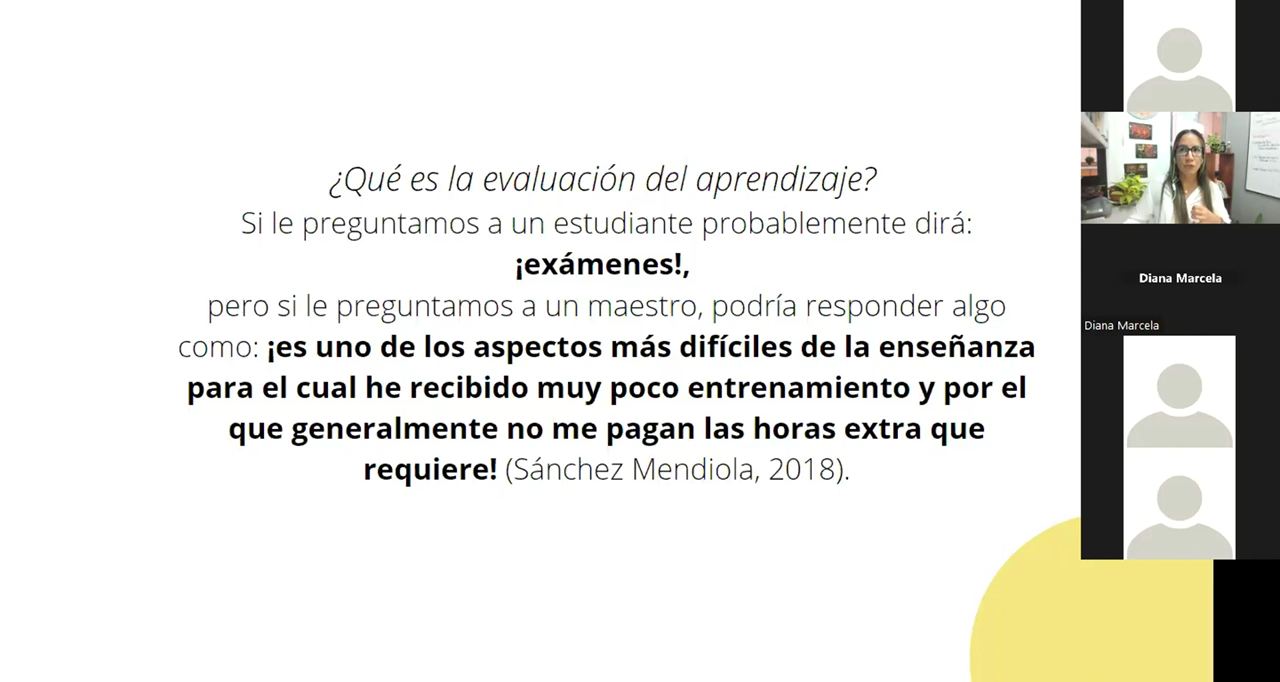 ¿Qué es la evaluación del aprendizaje?
Si le preguntamos a un estudiante probablemente dirá:
¡exámenes!,
pero si le preguntamos a un maestro, podría responder algo
como: ¡es uno de los aspectos más difíciles de la enseñanza
para el cual he recibido muy poco entrenamiento y por el
que generalmente no me pagan las horas extra que
requiere! (Sánchez Mendiola, 2018).
Diana Marcela
Diana Marcela